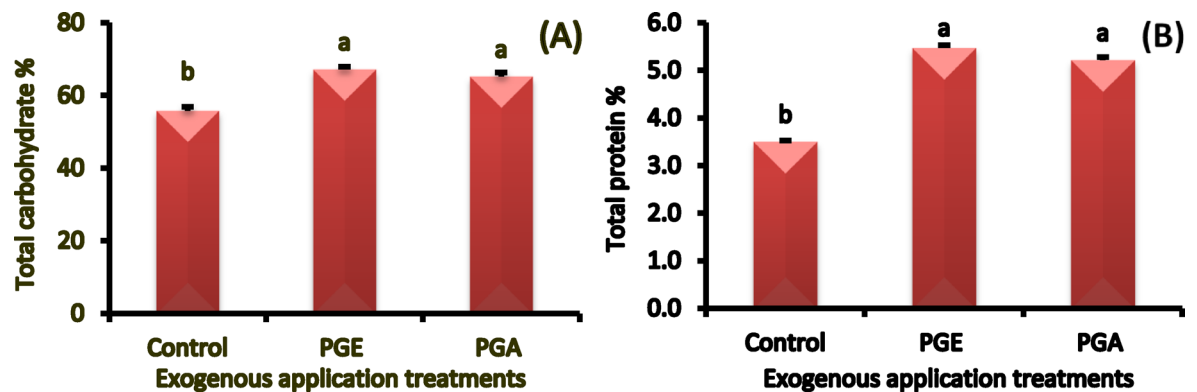 (A)
Total carbohydrate %
80
60
40
20
0
b
a
a
Control PGE PGA
Exogenous application treatments
(B)
Total protein %
6.0
5.0
4.0
3.0
2.0
1.0
0.0
b
a
a
Control PGE PGA
Exogenous application treatments